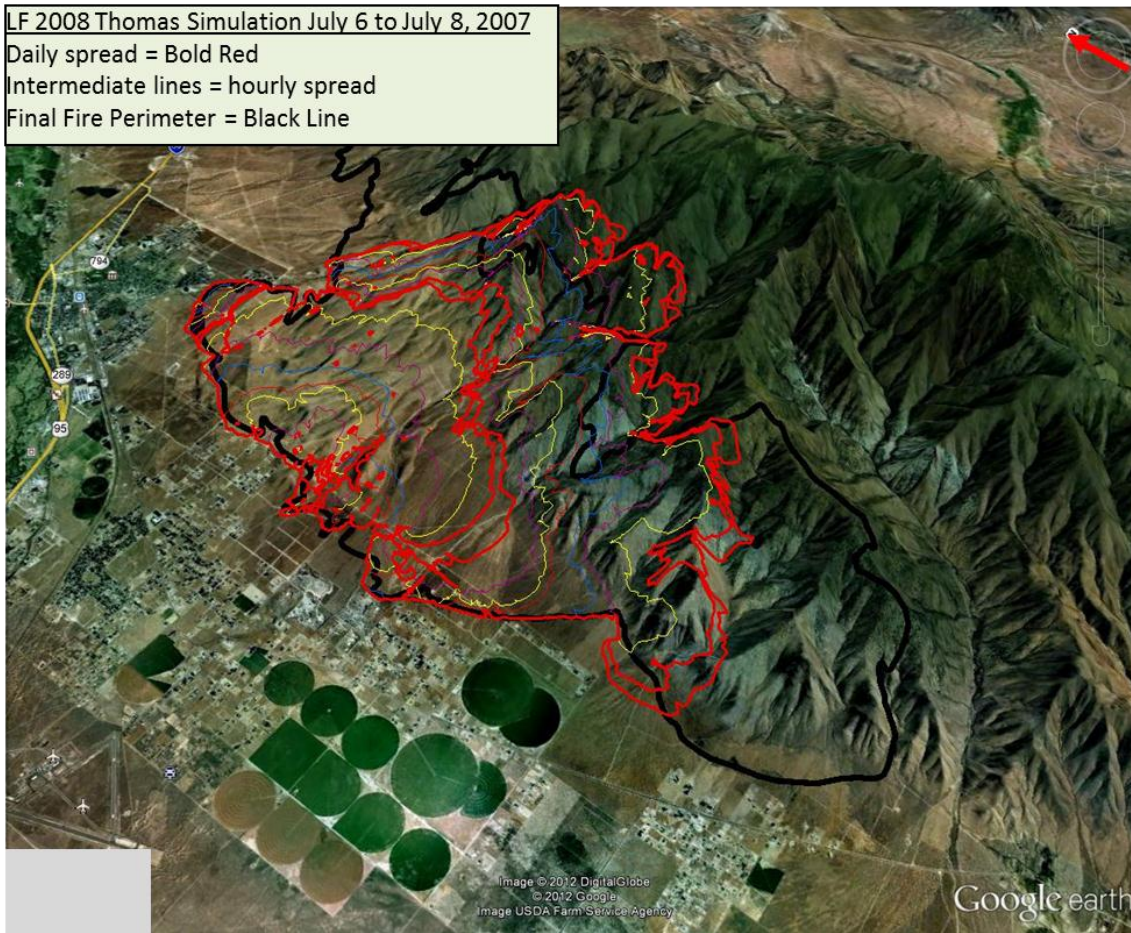 LF 2008 Thomas Simulation July 6 to July 8, 2007
Daily spread = Bold Red
Intermediate lines = hourly spread
Final Fire Perimeter = Black Line
794
289
95
Image © 2012 DigitalGlobe
© 2012 Google
Image USDA Farm Service Agency
Google earth